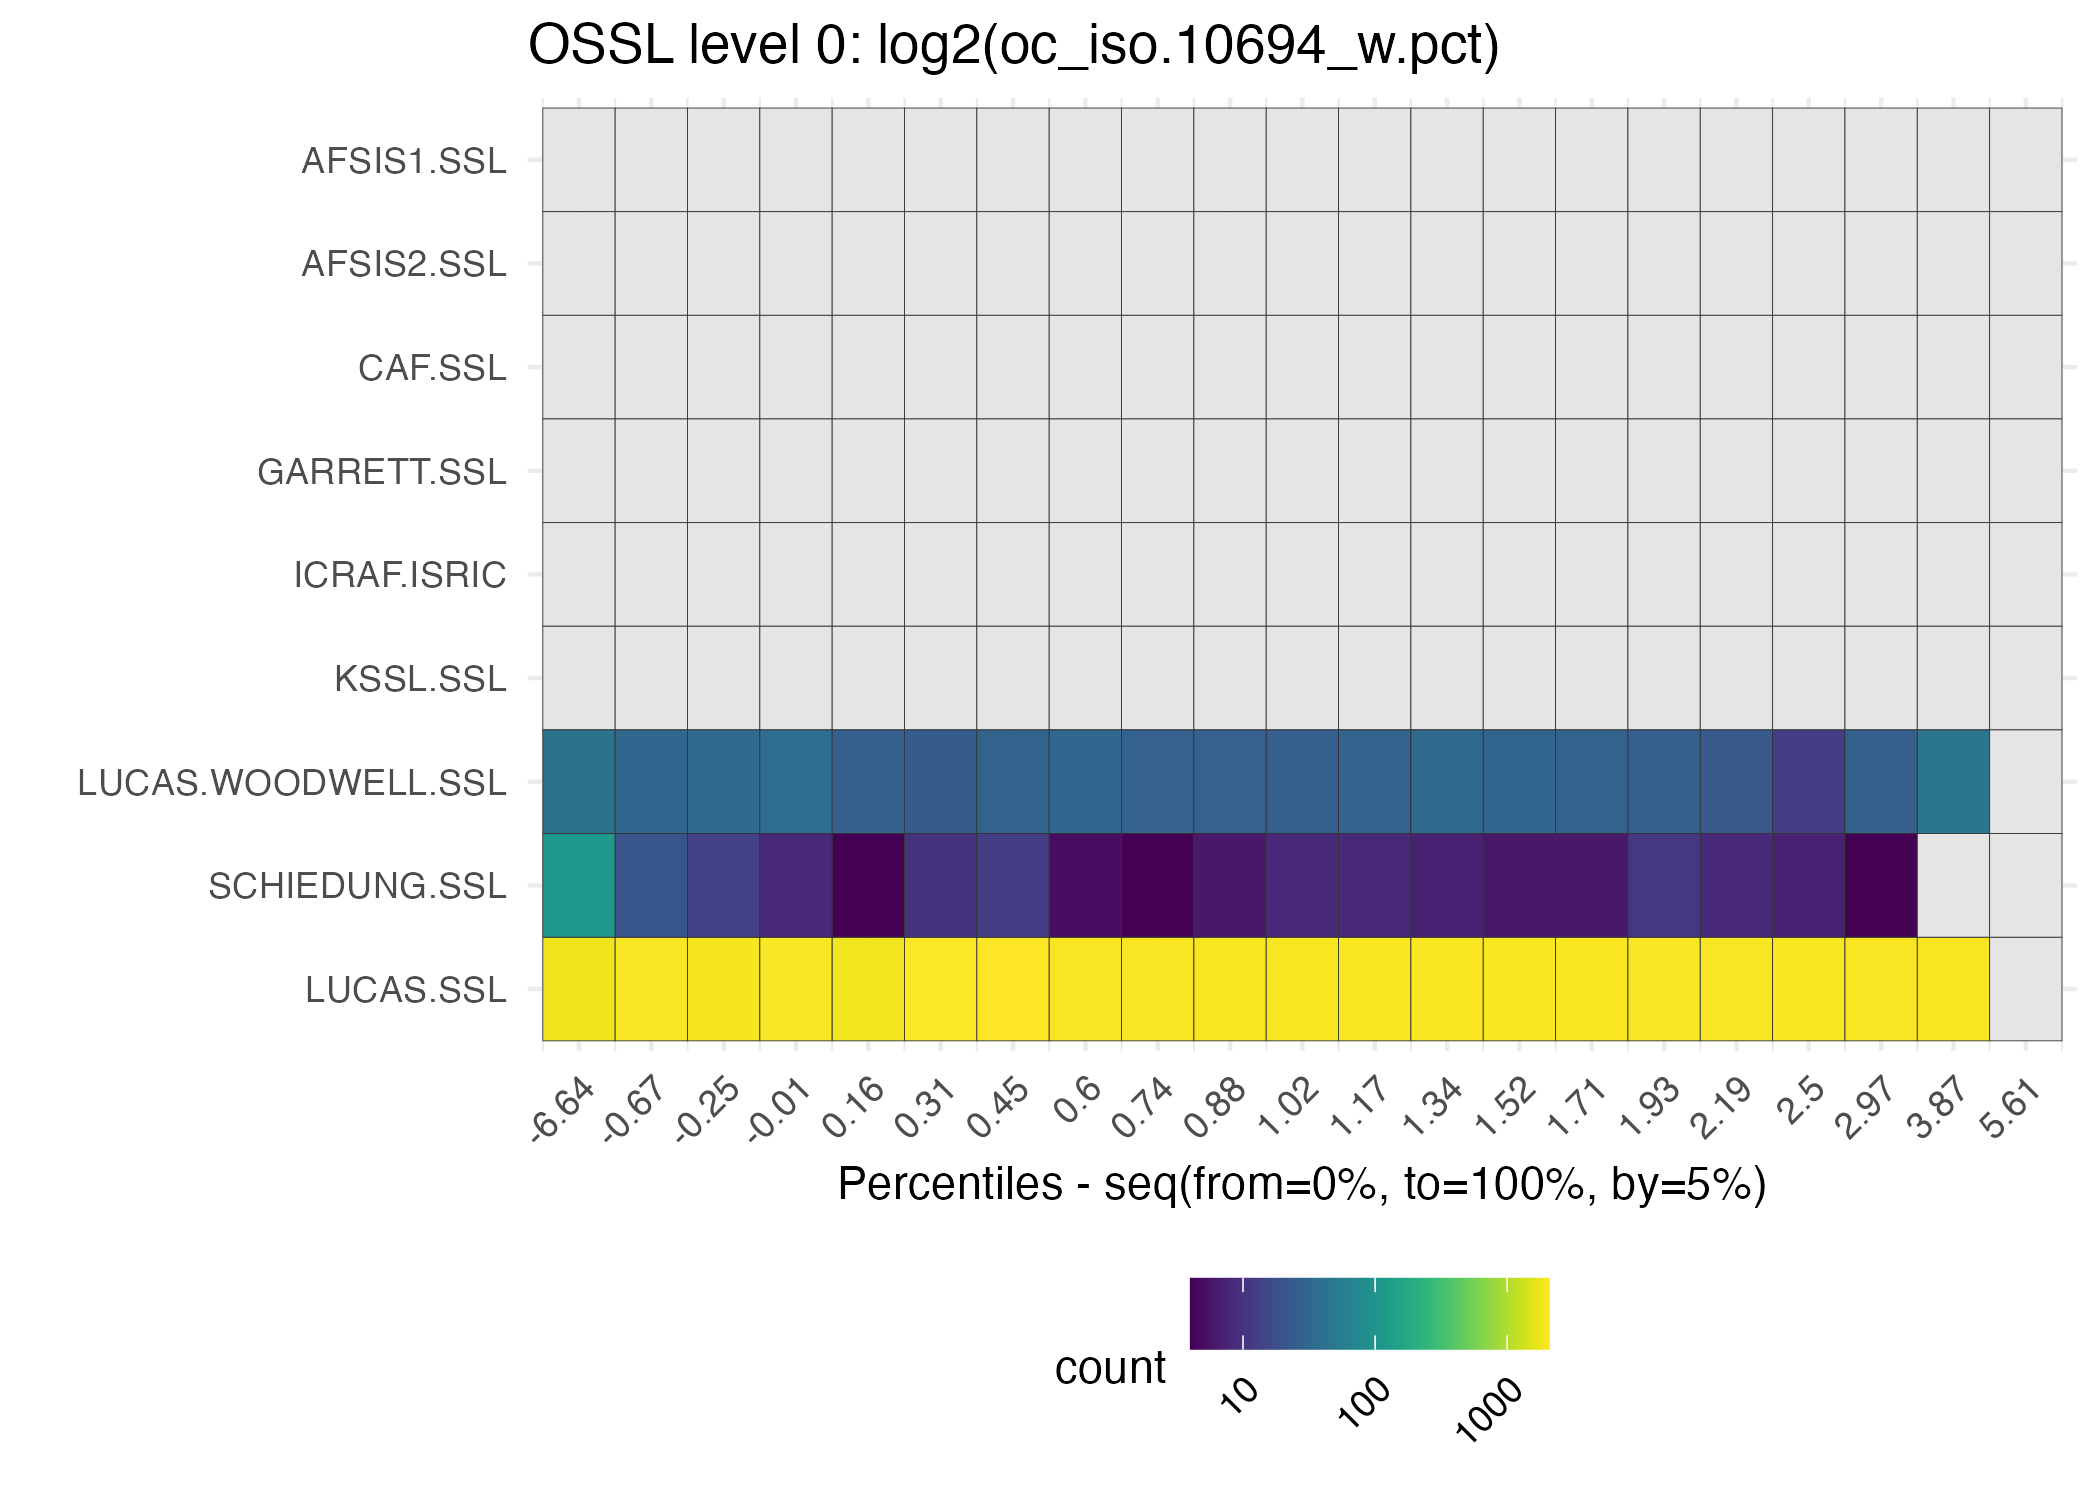 OSSL level 0: log2(oc_iso.10694_w.pct)
AFSIS1.SSL
AFSIS2.SSL
CAF.SSL
GARRETT.SSL
ICRAF.ISRIC
KSSL.SSL
LUCAS.WOODWELL.SSL
SCHIEDUNG.SSL
LUCAS.SSL
-6.64 -0.67 -0.25 -0.01 0.16 0.31 0.45 0.6 0.74 0.88 1.02 1.17 1.34 1.52 1.71 1.93 2.19 2.5 2.97 3.87 5.61
Percentiles - seq(from=0%, to=100%, by=5%)
count
10 100 1000